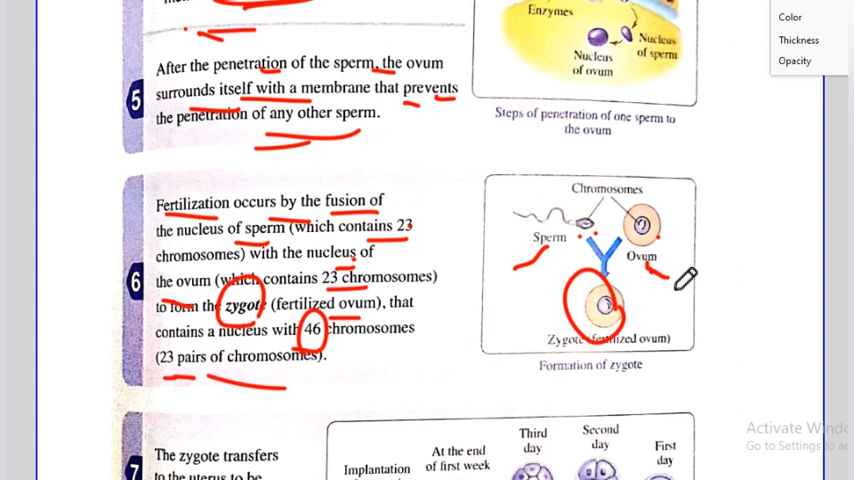 Color
Thickness
Opacity
Enzymes
Nucleus
of sperm
Nucleus
of ovum
Steps of penetration of one sperm to
the ovum
5
After the penetration of the sperm, the ovum
surrounds itself with a membrane that prevents
the penetration of any other sperm.
6
Fertilization occurs by the fusion of
the nucleus of sperm (which contains 23
chromosomes) with the nucleus of
the ovum (which contains 23 chromosomes)
to form the zygote (fertilized ovum), that
contains a nucleus with 46 chromosomes
(23 pairs of chromosomes).
Chromosomes
Sperm
Ovum
Zygote (fertilized ovum)
Formation of zygote
7
The zygote transfers
to the uterus to be
Implantation
At the end
of first week
Third
day
Second
day
First
day
Activate Windo
Go to Settings to ac